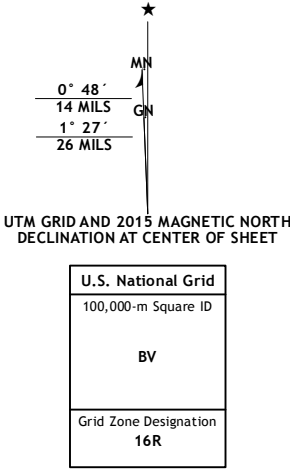 MN
0° 48´
14 MILS
GN
1° 27´
26 MILS
UTM GRID AND 2015 MAGNETIC NORTH
DECLINATION AT CENTER OF SHEET
U.S. National Grid
100,000-m Square ID
BV
Grid Zone Designation
16R